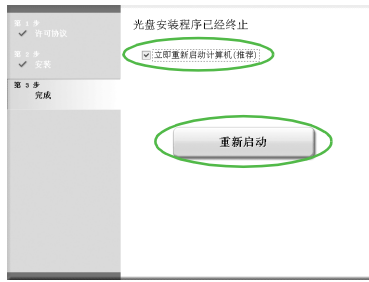 第 1 步
许可协议
第 2 步
安装
第 3 步
完成
光盘安装程序已经终止
立即重新启动计算机(推荐)
重新启动